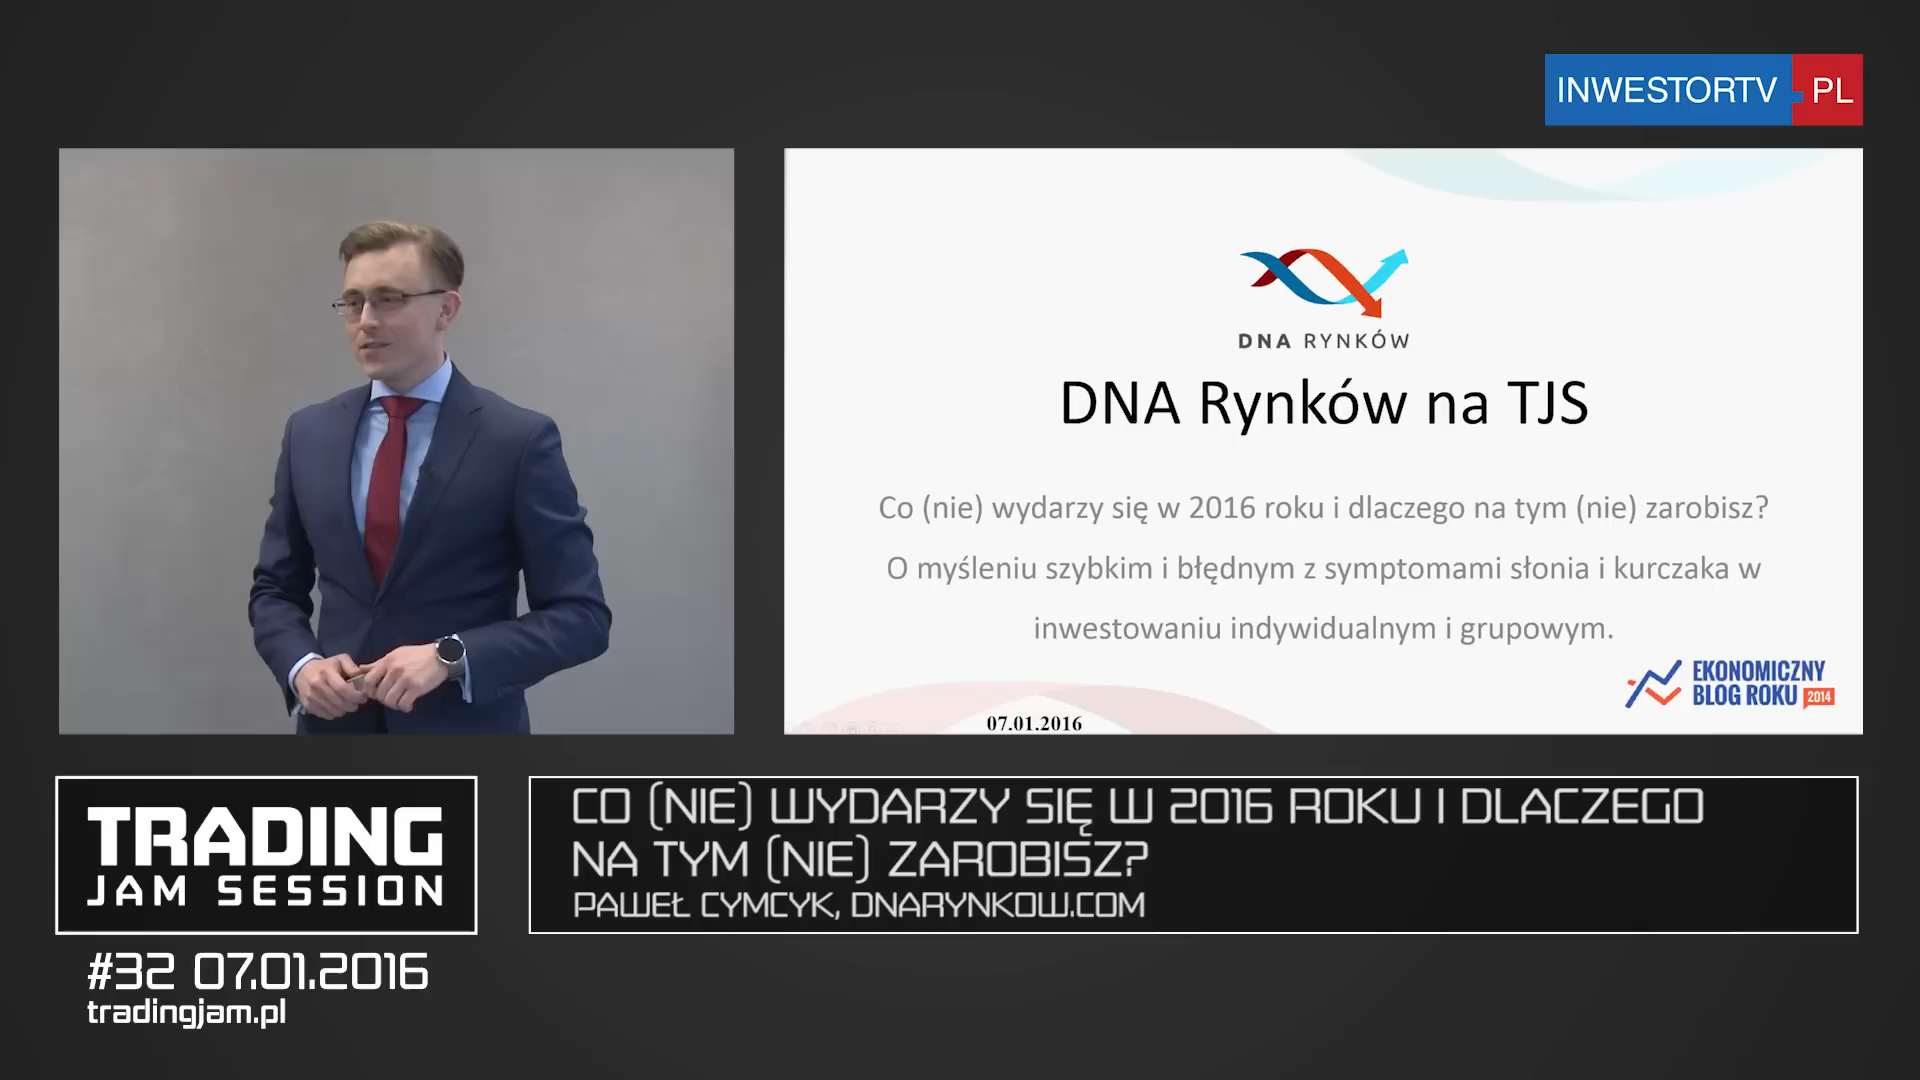 INWESTORTV.PL
DNA RYNKÓW
DNA Rynków na TJS
Co (nie) wydarzy się w 2016 roku i dlaczego na tym (nie) zarobisz?
O myśleniu szybkim i błędnym z symptomami słonia i kurczaka w
inwestowaniu indywidualnym i grupowym.
EKONOMICZNY
BLOG ROKU 2014
07.01.2016
TRADING
JAM SESSION
#32 07.01.2016
tradingjam.pl
CO (NIE) WYDARZY SIĘ W 2016 ROKU I DLACZEGO
NA TYM (NIE) ZAROBISZ?
PAWEŁ CYMCYK, DNARYNKOW.COM